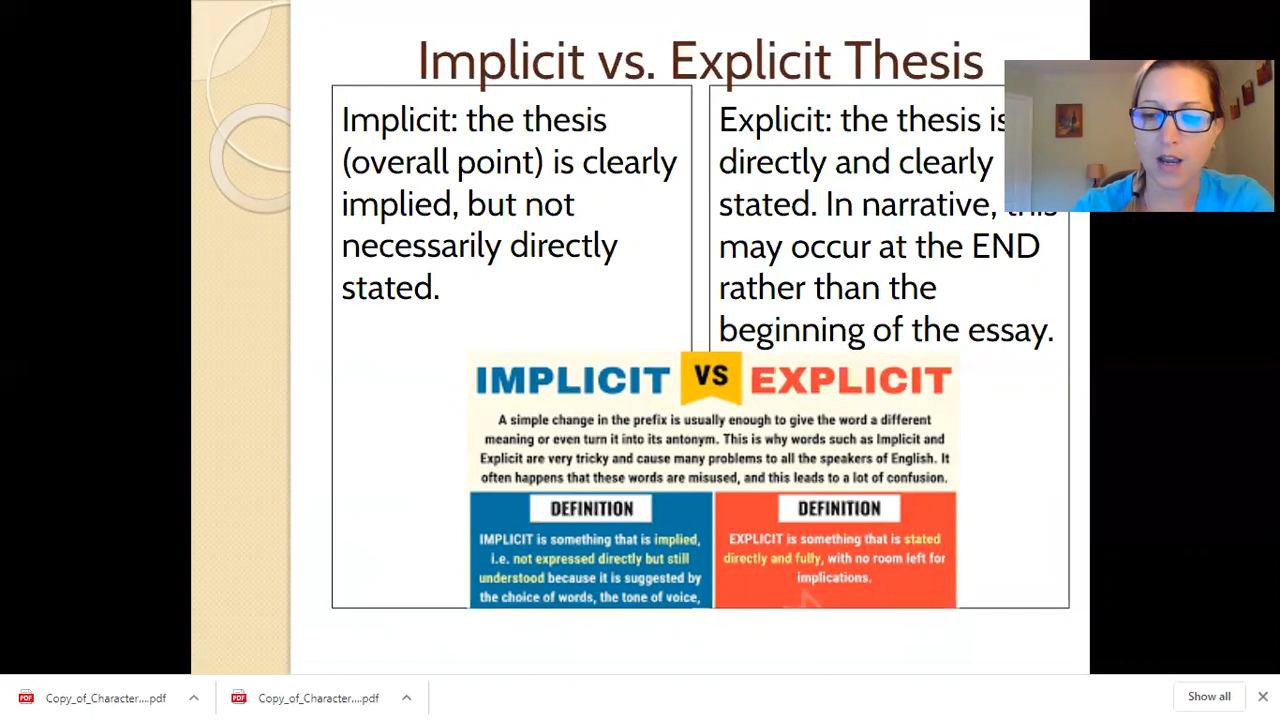 Implicit vs. Explicit Thesis
Implicit: the thesis
(overall point) is clearly
implied, but not
necessarily directly
stated.
Explicit: the thesis is
directly and clearly
stated. In narrative, this
may occur at the END
rather than the
beginning of the essay.
IMPLICIT VS EXPLICIT
A simple change in the prefix is usually enough to give the word a different
meaning or even turn it into its antonym. This is why words such as Implicit and
Explicit are very tricky and cause many problems to all the speakers of English. It
often happens that these words are misused, and this leads to a lot of confusion.
DEFINITION
IMPLICIT is something that is implied,
i.e. not expressed directly but still
understood because it is suggested by
the choice of words, the tone of voice,
DEFINITION
EXPLICIT is something that is stated
directly and fully, with no room left for
implications.
PDF
Copy_of_Character....pdf
PDF
Copy_of_Character....pdf
Show all